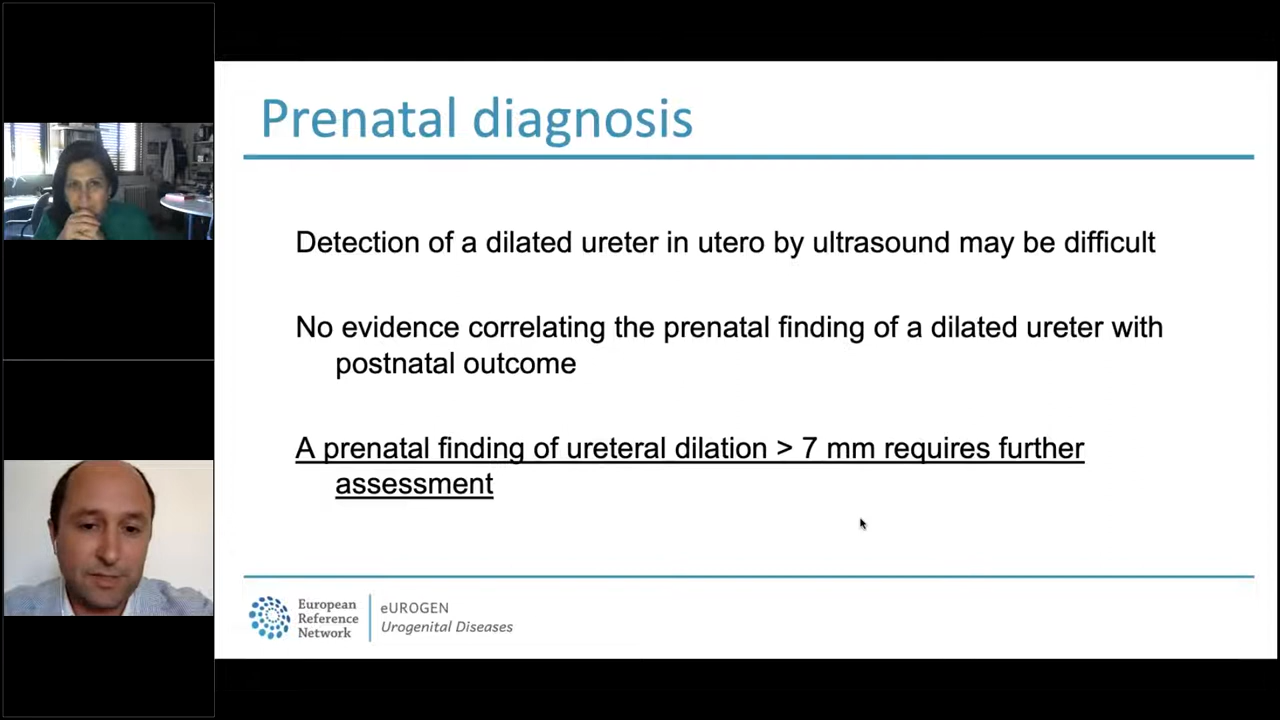 Prenatal diagnosis
Detection of a dilated ureter in utero by ultrasound may be difficult
No evidence correlating the prenatal finding of a dilated ureter with
postnatal outcome
A prenatal finding of ureteral dilation > 7 mm requires further
assessment
European
Reference
Network
eUROGEN
Urogenital Diseases